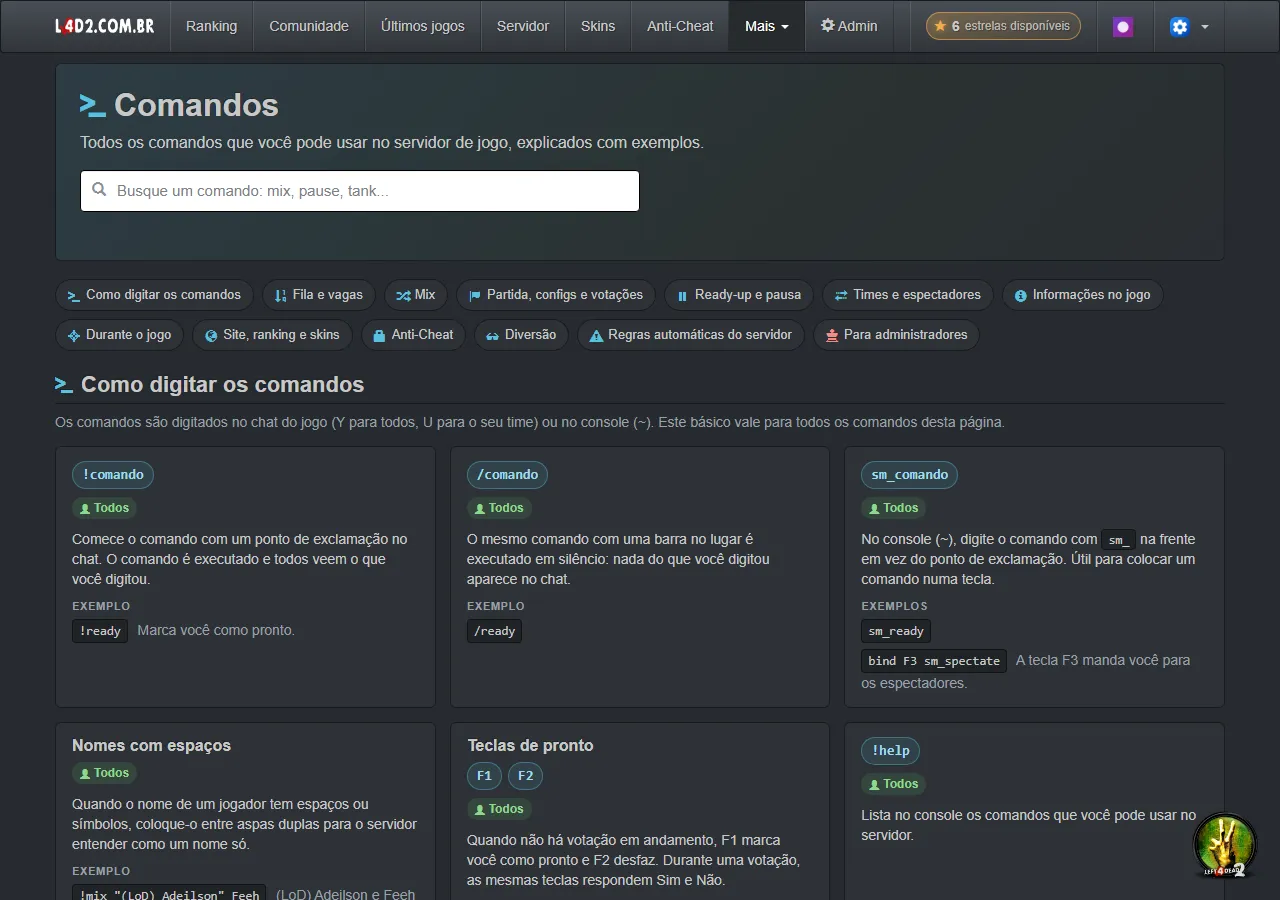 L4D2.COM.BR Ranking Comunidade Últimos jogos Servidor Skins Anti-Cheat Mais Admin 6 estrelas disponíveis
Comandos
Todos os comandos que você pode usar no servidor de jogo, explicados com exemplos.
Busque um comando: mix, pause, tank...
Como digitar os comandos Fila e vagas Mix Partida, configs e votações Ready-up e pausa Times e espectadores Informações no jogo
Durante o jogo Site, ranking e skins Anti-Cheat Diversão Regras automáticas do servidor Para administradores
Como digitar os comandos
Os comandos são digitados no chat do jogo (Y para todos, U para o seu time) ou no console (~). Este básico vale para todos os comandos desta página.
!comando
Todos
Comece o comando com um ponto de exclamação no
chat. O comando é executado e todos veem o que
você digitou.
EXEMPLO
!ready Marca você como pronto.
/comando
Todos
O mesmo comando com uma barra no lugar é
executado em silêncio: nada do que você digitou
aparece no chat.
EXEMPLO
/ready
sm_comando
Todos
No console (~), digite o comando com sm_ na frente
em vez do ponto de exclamação. Útil para colocar um
comando numa tecla.
EXEMPLOS
sm_ready
bind F3 sm_spectate A tecla F3 manda você para
os espectadores.
Nomes com espaços
Todos
Quando o nome de um jogador tem espaços ou
símbolos, coloque-o entre aspas duplas para o servidor
entender como um nome só.
EXEMPLO
!mix "(LoD) Adeilson" Feeh (LoD) Adeilson e Feeh
Teclas de pronto
F1 F2
Todos
Quando não há votação em andamento, F1 marca
você como pronto e F2 desfaz. Durante uma votação,
as mesmas teclas respondem Sim e Não.
!help
Todos
Lista no console os comandos que você pode usar no
servidor.
LEFT 4 DEAD 2